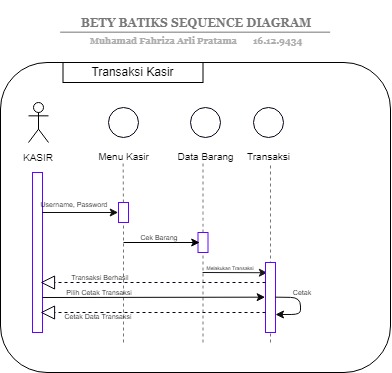 BETY BATIKS SEQUENCE DIAGRAM
Muhamad Fahriza Arli Pratama 16.12.9434
Transaksi Kasir
KASIR Menu Kasir Data Barang Transaksi
Username, Password
Cek Barang
Melakukan Transaksi
Transaksi Berhasil
Pilih Cetak Transaksi Cetak
Cetak Data Transaksi